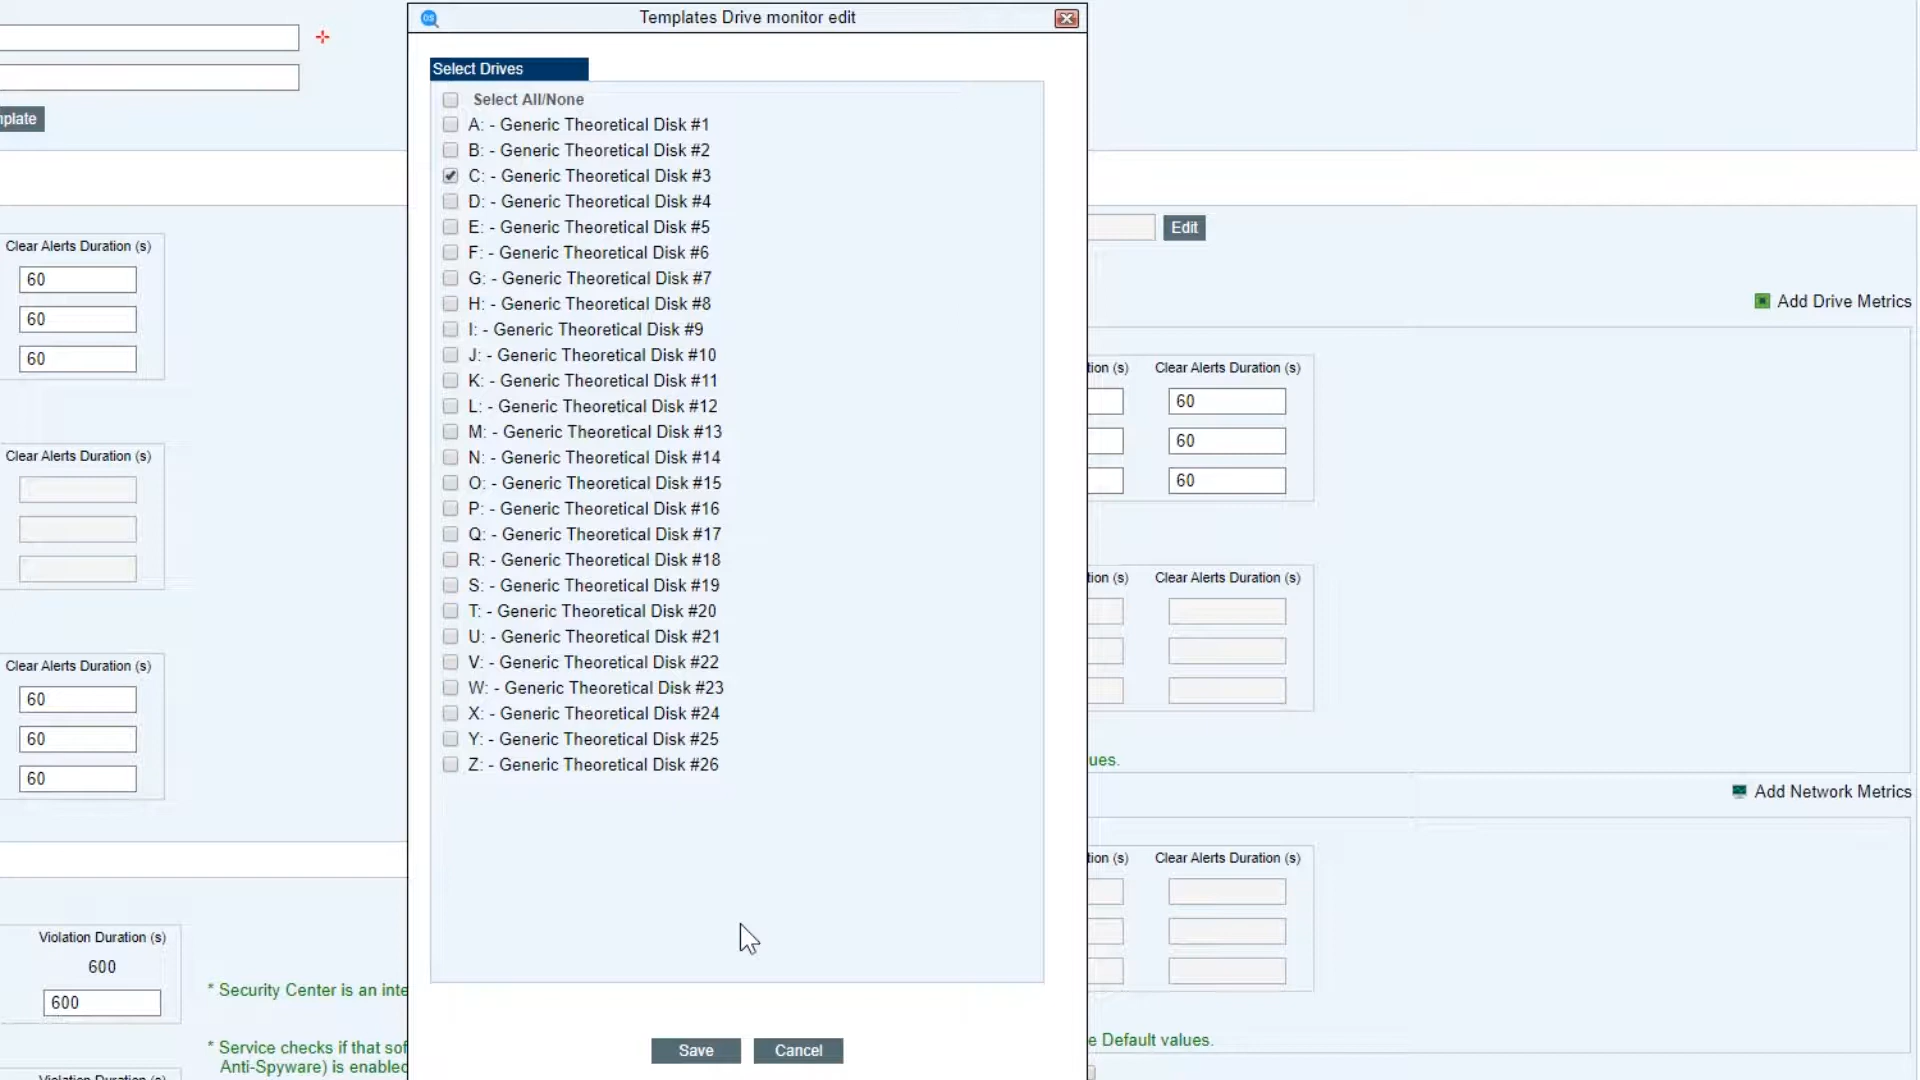 Templates Drive monitor edit
Select Drives
Select All/None
A: - Generic Theoretical Disk #1
B: - Generic Theoretical Disk #2
C: - Generic Theoretical Disk #3
D: - Generic Theoretical Disk #4
E: - Generic Theoretical Disk #5
F: - Generic Theoretical Disk #6
G: - Generic Theoretical Disk #7
H: - Generic Theoretical Disk #8
I: - Generic Theoretical Disk #9
J: - Generic Theoretical Disk #10
K: - Generic Theoretical Disk #11
L: - Generic Theoretical Disk #12
M: - Generic Theoretical Disk #13
N: - Generic Theoretical Disk #14
O: - Generic Theoretical Disk #15
P: - Generic Theoretical Disk #16
Q: - Generic Theoretical Disk #17
R: - Generic Theoretical Disk #18
S: - Generic Theoretical Disk #19
T: - Generic Theoretical Disk #20
U: - Generic Theoretical Disk #21
V: - Generic Theoretical Disk #22
W: - Generic Theoretical Disk #23
X: - Generic Theoretical Disk #24
Y: - Generic Theoretical Disk #25
Z: - Generic Theoretical Disk #26
Save
Cancel
mplate
Clear Alerts Duration (s)
60
60
60
Clear Alerts Duration (s)
Clear Alerts Duration (s)
60
60
60
Violation Duration (s)
600
600
* Security Center is an inte
* Service checks if that sof
Anti-Spyware) is enabled
Violation Duration (s)
Edit
Add Drive Metrics
tion (s)
Clear Alerts Duration (s)
60
60
60
tion (s)
Clear Alerts Duration (s)
ues.
Add Network Metrics
tion (s)
Clear Alerts Duration (s)
e Default values.